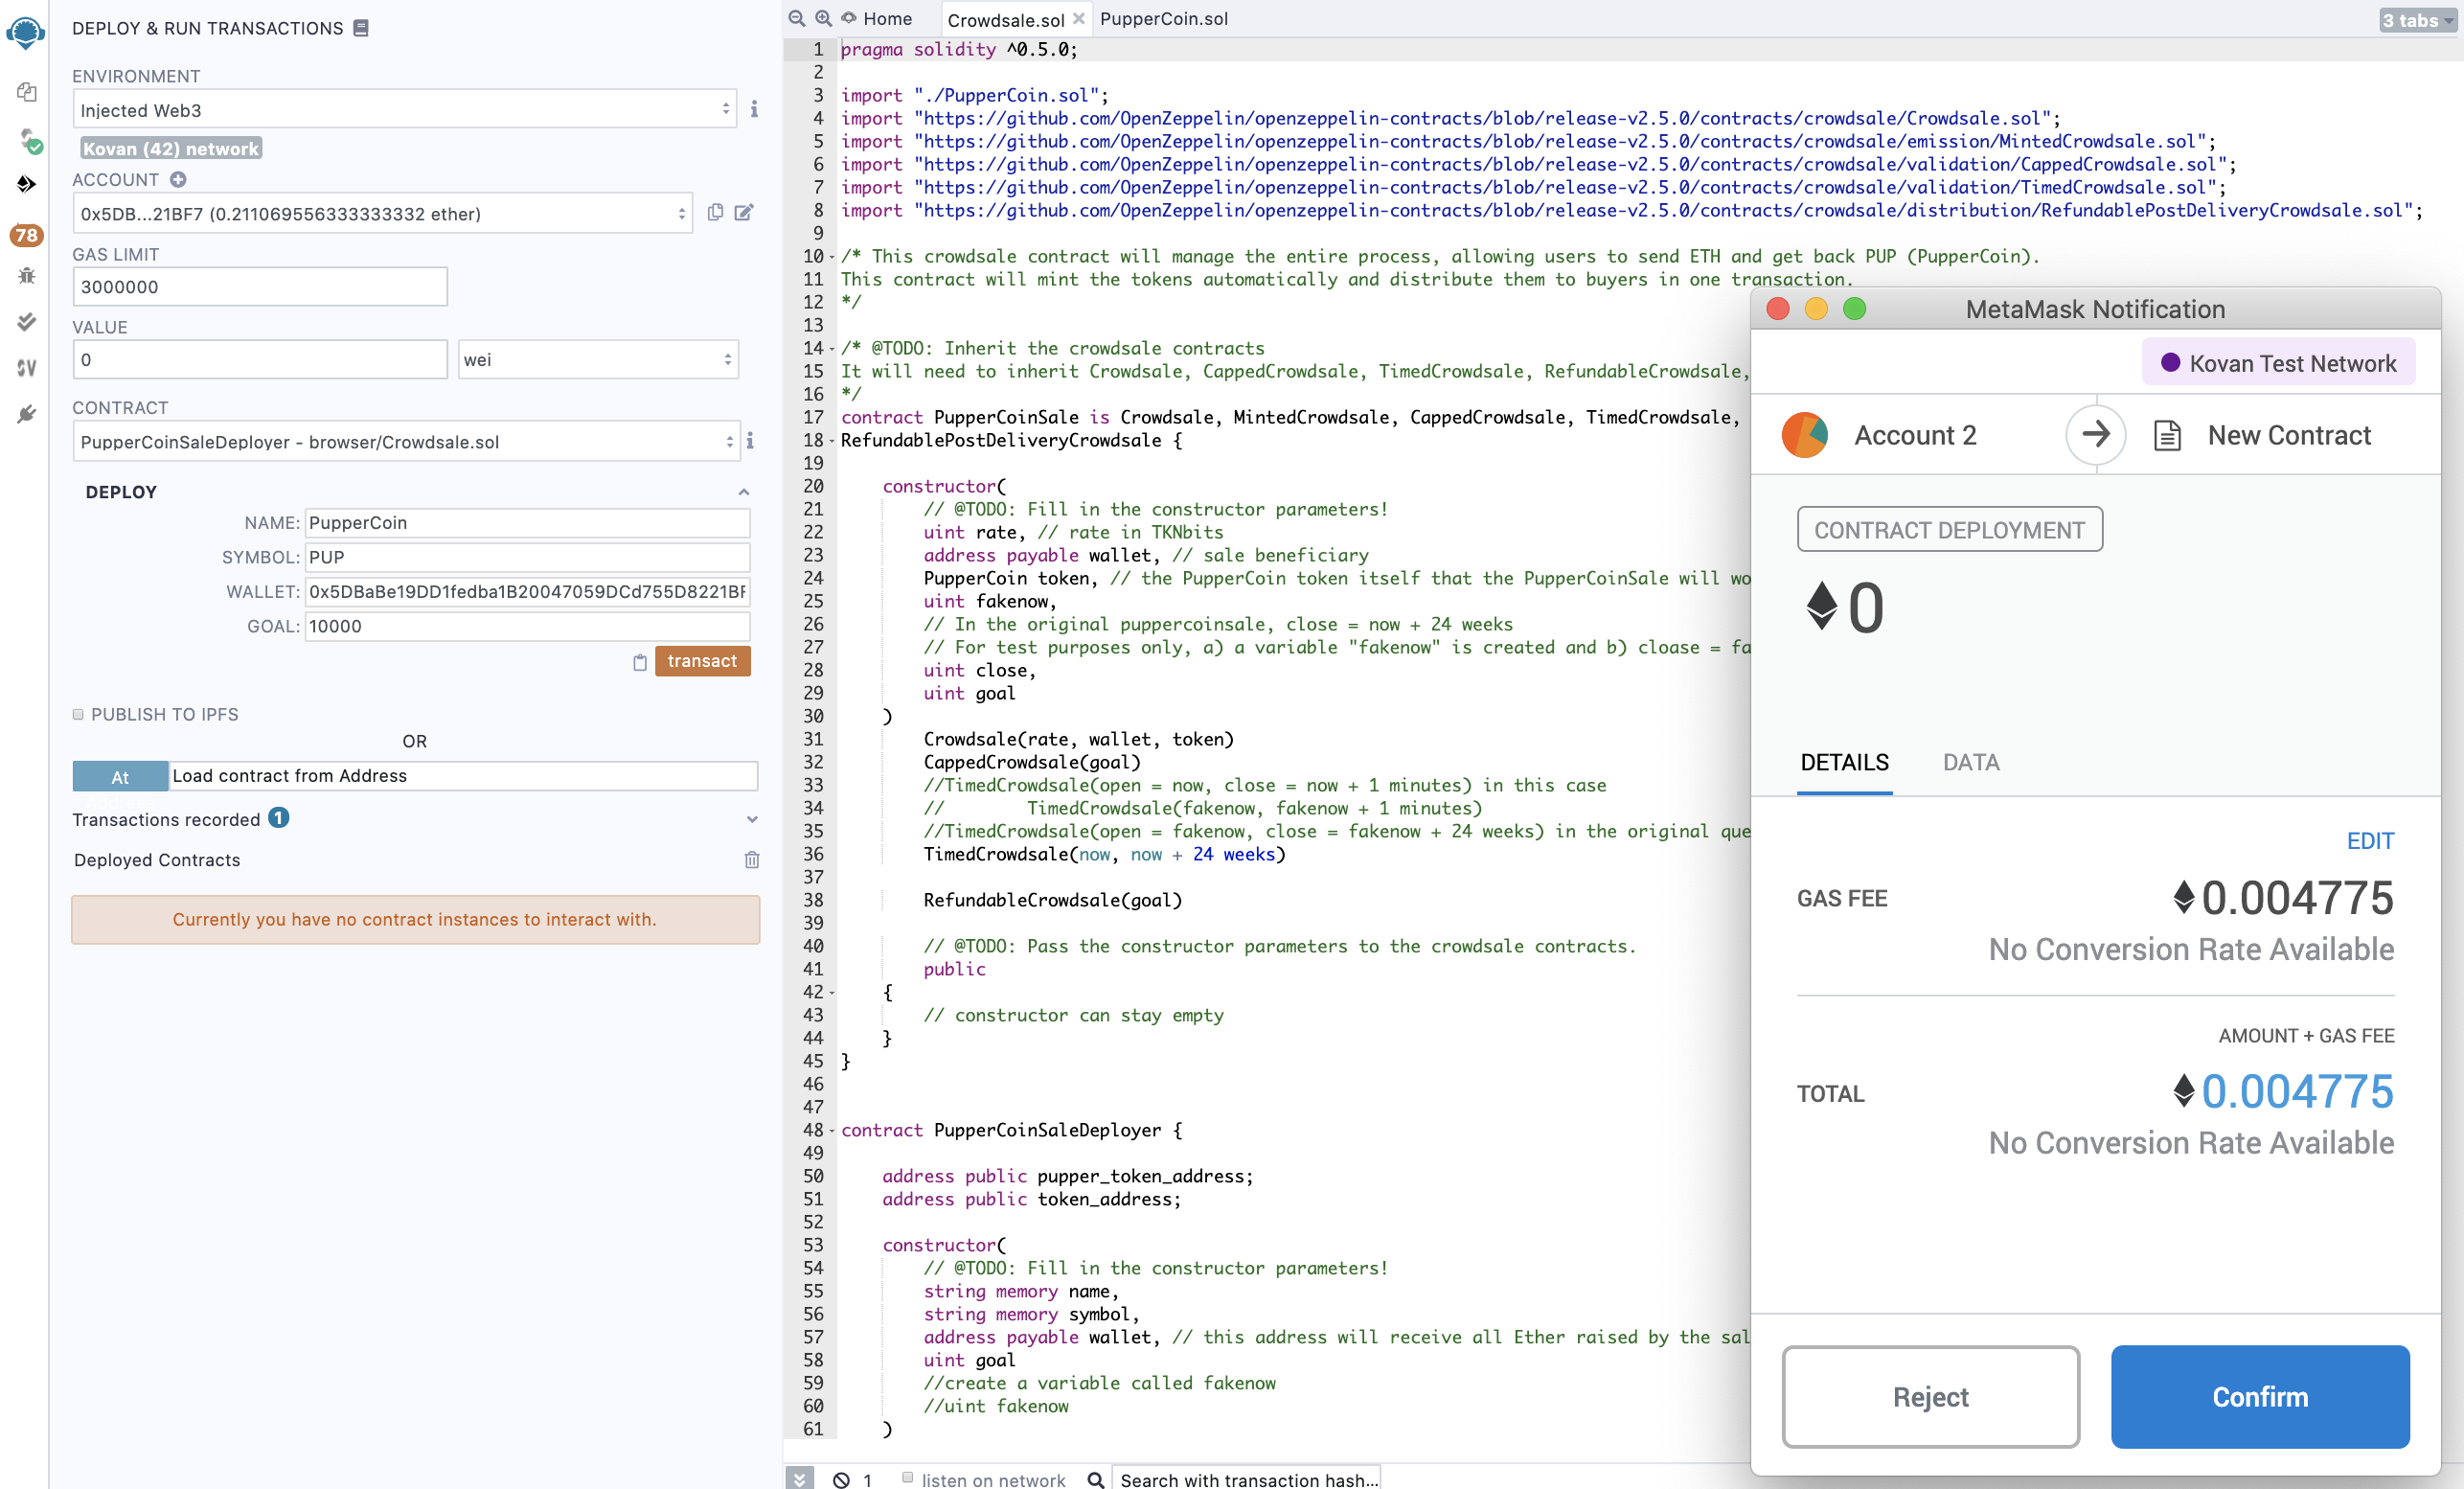 DEPLOY & RUN TRANSACTIONS
ENVIRONMENT
Injected Web3
Kovan (42) network
ACCOUNT
0x5DB...21BF7 (0.211069556333333332 ether)
GAS LIMIT
3000000
VALUE
0
wei
CONTRACT
PupperCoinSaleDeployer - browser/Crowdsale.sol
DEPLOY
NAME: PupperCoin
SYMBOL: PUP
WALLET: 0x5DBaBe19DD1fedba1B20047059DCd755D8221BF
GOAL: 10000
transact
PUBLISH TO IPFS
OR
At
Load contract from Address
Transactions recorded 1
Deployed Contracts
Currently you have no contract instances to interact with.
78
Home
Crowdsale.sol
PupperCoin.sol
3 tabs
1 pragma solidity ^0.5.0;
2
3 import "./PupperCoin.sol";
4 import "https://github.com/OpenZeppelin/openzeppelin-contracts/blob/release-v2.5.0/contracts/crowdsale/Crowdsale.sol";
5 import "https://github.com/OpenZeppelin/openzeppelin-contracts/blob/release-v2.5.0/contracts/crowdsale/emission/MintedCrowdsale.sol";
6 import "https://github.com/OpenZeppelin/openzeppelin-contracts/blob/release-v2.5.0/contracts/crowdsale/validation/CappedCrowdsale.sol";
7 import "https://github.com/OpenZeppelin/openzeppelin-contracts/blob/release-v2.5.0/contracts/crowdsale/validation/TimedCrowdsale.sol";
8 import "https://github.com/OpenZeppelin/openzeppelin-contracts/blob/release-v2.5.0/contracts/crowdsale/distribution/RefundablePostDeliveryCrowdsale.sol";
9
10 /* This crowdsale contract will manage the entire process, allowing users to send ETH and get back PUP (PupperCoin).
11 This contract will mint the tokens automatically and distribute them to buyers in one transaction.
12 */
13
14 /* @TODO: Inherit the crowdsale contracts
15 It will need to inherit Crowdsale, CappedCrowdsale, TimedCrowdsale, RefundableCrowdsale,
16 */
17 contract PupperCoinSale is Crowdsale, MintedCrowdsale, CappedCrowdsale, TimedCrowdsale,
18 RefundablePostDeliveryCrowdsale {
19
20 constructor(
21 // @TODO: Fill in the constructor parameters!
22 uint rate, // rate in TKNbits
23 address payable wallet, // sale beneficiary
24 PupperCoin token, // the PupperCoin token itself that the PupperCoinSale will wo
25 uint fakenow,
26 // In the original puppercoinsale, close = now + 24 weeks
27 // For test purposes only, a) a variable "fakenow" is created and b) cloase = fa
28 uint close,
29 uint goal
30 )
31 Crowdsale(rate, wallet, token)
32 CappedCrowdsale(goal)
33 //TimedCrowdsale(open = now, close = now + 1 minutes) in this case
34 // TimedCrowdsale(fakenow, fakenow + 1 minutes)
35 //TimedCrowdsale(open = fakenow, close = fakenow + 24 weeks) in the original que
36 TimedCrowdsale(now, now + 24 weeks)
37
38 RefundableCrowdsale(goal)
39
40 // @TODO: Pass the constructor parameters to the crowdsale contracts.
41 public
42 {
43 // constructor can stay empty
44 }
45 }
46
47
48 contract PupperCoinSaleDeployer {
49
50 address public pupper_token_address;
51 address public token_address;
52
53 constructor(
54 // @TODO: Fill in the constructor parameters!
55 string memory name,
56 string memory symbol,
57 address payable wallet, // this address will receive all Ether raised by the sal
58 uint goal
59 //create a variable called fakenow
60 //uint fakenow
61 )
1
listen on network
Search with transaction hash...
MetaMask Notification
Kovan Test Network
Account 2
New Contract
CONTRACT DEPLOYMENT
0
DETAILS
DATA
EDIT
GAS FEE
0.004775
No Conversion Rate Available
AMOUNT + GAS FEE
TOTAL
0.004775
No Conversion Rate Available
Reject
Confirm